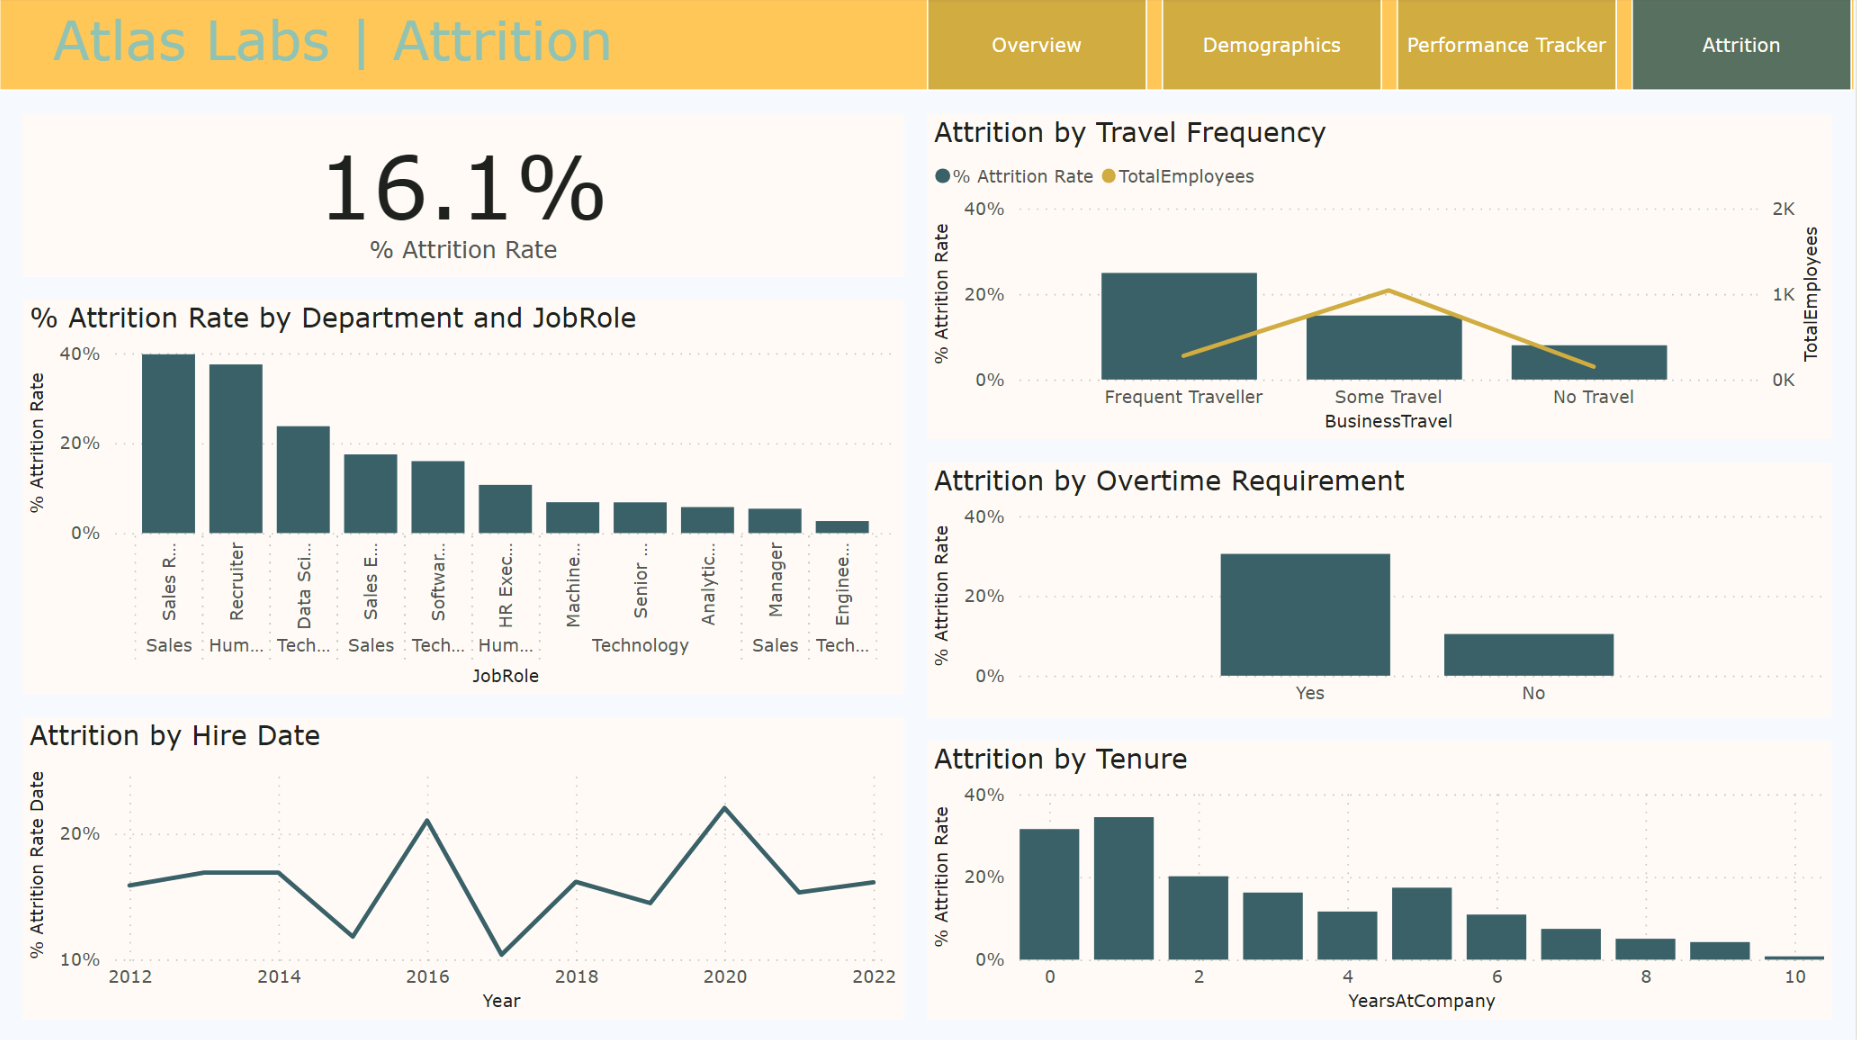 Atlas Labs | Attrition
Overview
Demographics
Performance Tracker
Attrition
16.1%
% Attrition Rate
% Attrition Rate by Department and JobRole
% Attrition Rate
40%
20%
0%
Sales R...
Recruiter
Data Sci...
Sales E...
Softwar...
HR Exec...
Machine...
Senior ...
Analytic...
Manager
Enginee...
Sales
Hum...
Tech...
Sales
Tech...
Hum...
Technology
Sales
Tech...
JobRole
Attrition by Hire Date
% Attrition Rate Date
20%
10%
2012 2014 2016 2018 2020 2022
Year
Attrition by Travel Frequency
% Attrition Rate TotalEmployees
% Attrition Rate
40%
20%
0%
2K
1K
0K
TotalEmployees
Frequent Traveller Some Travel No Travel
BusinessTravel
Attrition by Overtime Requirement
% Attrition Rate
40%
20%
0%
Yes No
Attrition by Tenure
% Attrition Rate
40%
20%
0%
0 2 4 6 8 10
YearsAtCompany